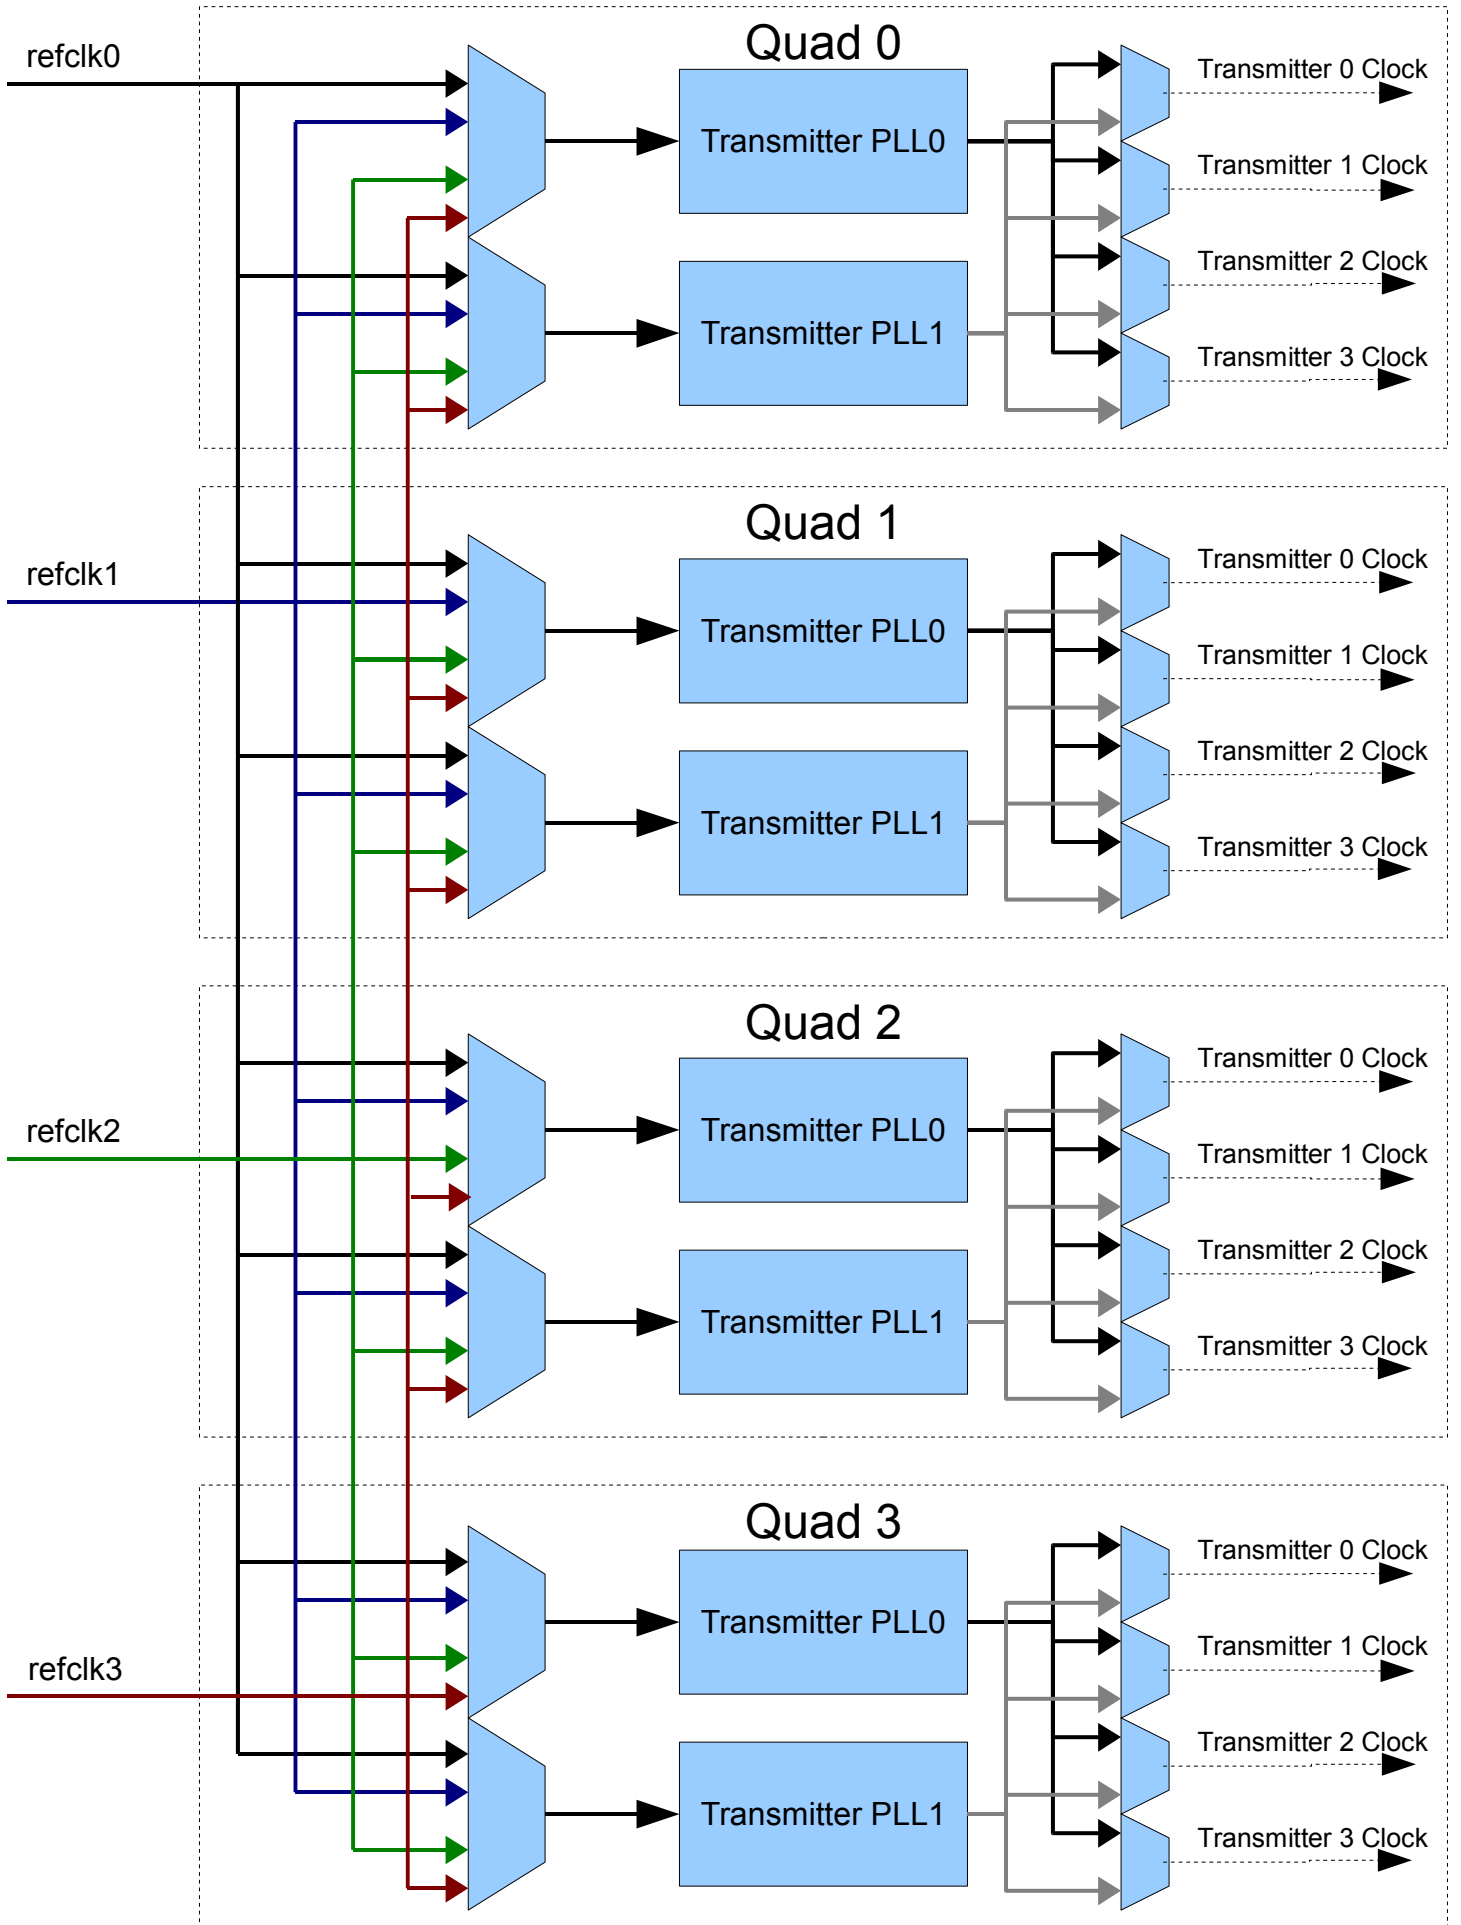 Quad 0
refclk0
Transmitter 0 Clock
Transmitter PLL0
Transmitter 1 Clock
Transmitter 2 Clock
Transmitter PLL1
Transmitter 3 Clock
Quad 1
refclk1
Transmitter 0 Clock
Transmitter PLL0
Transmitter 1 Clock
Transmitter 2 Clock
Transmitter PLL1
Transmitter 3 Clock
Quad 2
refclk2
Transmitter 0 Clock
Transmitter PLL0
Transmitter 1 Clock
Transmitter 2 Clock
Transmitter PLL1
Transmitter 3 Clock
Quad 3
refclk3
Transmitter 0 Clock
Transmitter PLL0
Transmitter 1 Clock
Transmitter 2 Clock
Transmitter PLL1
Transmitter 3 Clock